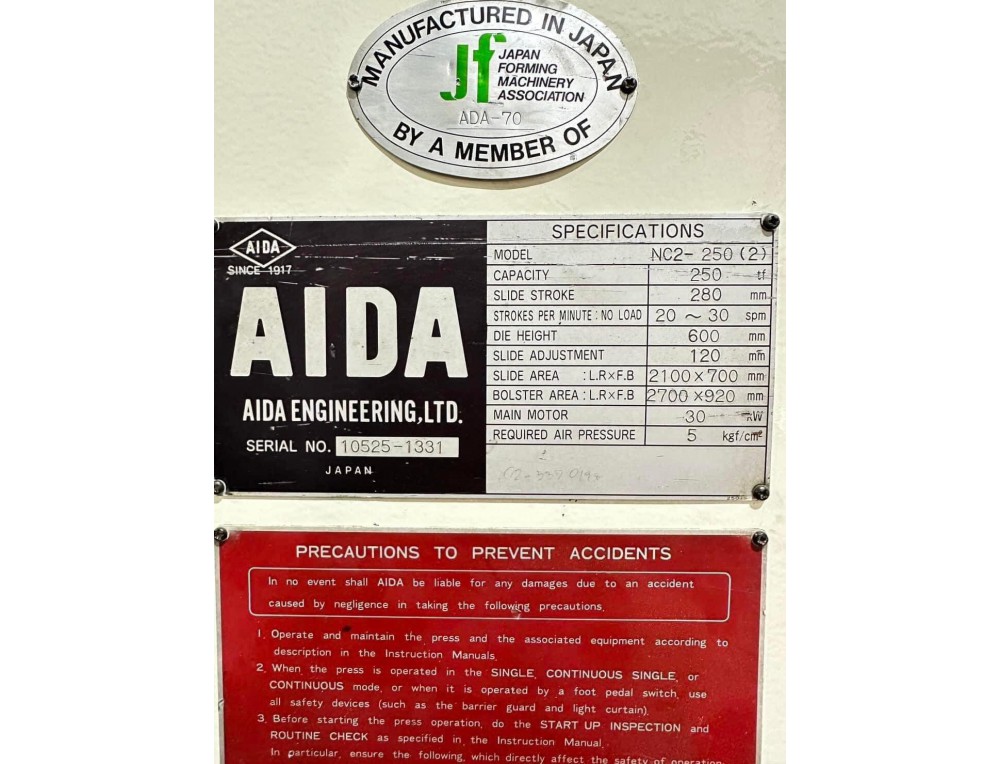 MANUFACTURED IN JAPAN
Jf
JAPAN
FORMING
MACHINERY
ASSOCIATION
ADA-70
BY A MEMBER OF
AIDA
SINCE 1917
AIDA
AIDA ENGINEERING,LTD.
SERIAL NO. 10525-1331
JAPAN
SPECIFICATIONS
MODEL NC2-250(2)
CAPACITY 250 tf
SLIDE STROKE 280 mm
STROKES PER MINUTE : NO LOAD 20 ~ 30 spm
DIE HEIGHT 600 mm
SLIDE ADJUSTMENT 120 mm
SLIDE AREA : L.R×F.B 2100×700 mm
BOLSTER AREA : L.R×F.B 2700×920 mm
MAIN MOTOR 30 kW
REQUIRED AIR PRESSURE 5 kgf/cm²
PRECAUTIONS TO PREVENT ACCIDENTS
In no event shall AIDA be liable for any damages due to an accident
caused by negligence in taking the following precautions.
1. Operate and maintain the press and the associated equipment according to
description in the Instruction Manuals.
2. When the press is operated in the SINGLE, CONTINUOUS SINGLE, or
CONTINUOUS mode, or when it is operated by a foot pedal switch, use
all safety devices (such as the barrier guard and light curtain).
3. Before starting the press operation, do the START UP INSPECTION and
ROUTINE CHECK as specified in the Instruction Manual.
In particular, ensure the following, which directly affect the safety of operation.